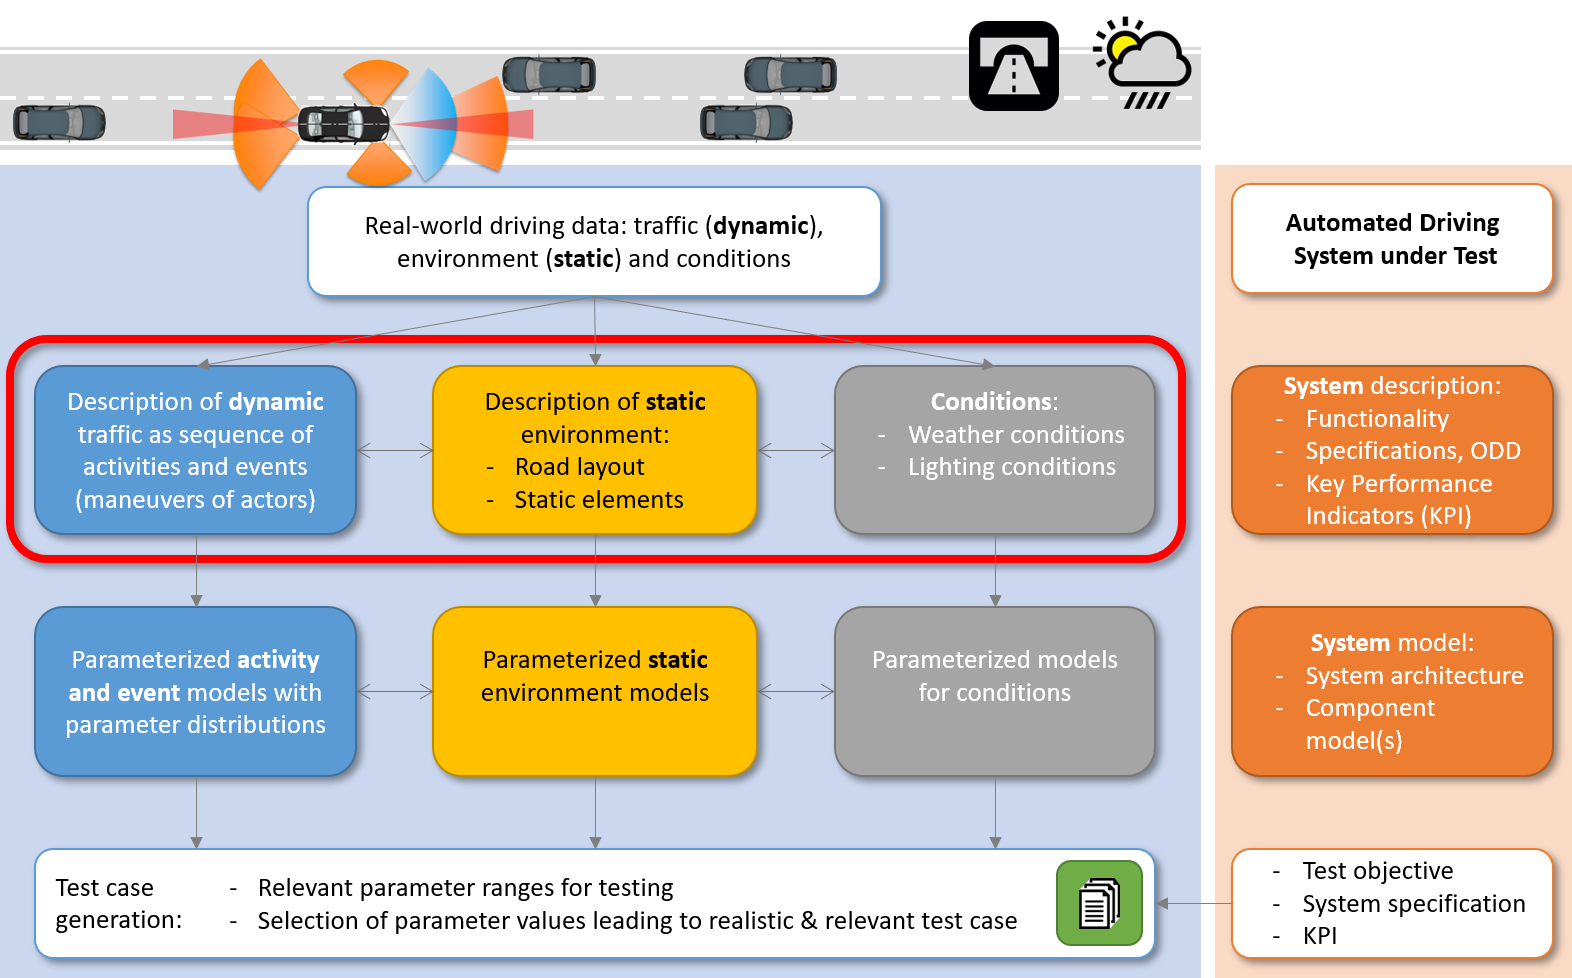 Real-world driving data: traffic (dynamic),
environment (static) and conditions
Automated Driving
System under Test
Description of dynamic
traffic as sequence of
activities and events
(maneuvers of actors)
Description of static
environment:
- Road layout
- Static elements
Conditions:
- Weather conditions
- Lighting conditions
System description:
- Functionality
Specifications, ODD
- Key Performance
Indicators (KPI)
Parameterized activity
and event models with
parameter distributions
Parameterized static
environment models
Parameterized models
for conditions
System model:
- System architecture
- Component
model(s)
Test case
generation:
- Relevant parameter ranges for testing
- Selection of parameter values leading to realistic & relevant test case
- Test objective
- System specification
- KPI